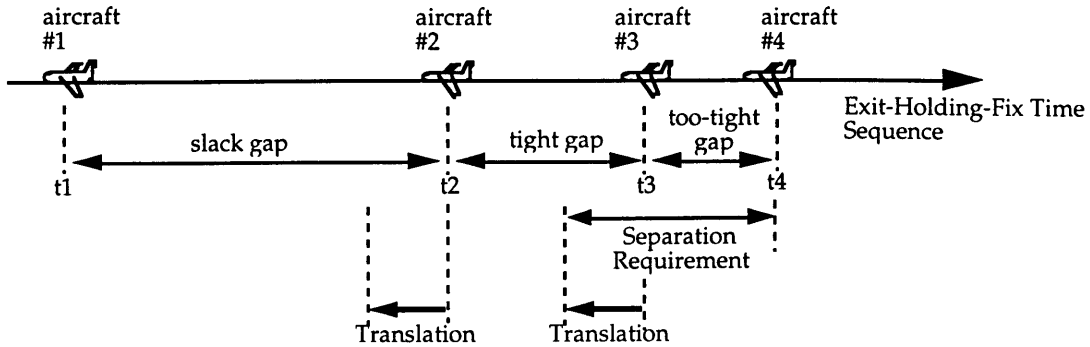 aircraft
#1
aircraft
#2
aircraft
#3
aircraft
#4
Exit-Holding-Fix Time
Sequence
slack gap
tight gap
too-tight
gap
t1
t2
t3
t4
Separation
Requirement
Translation
Translation